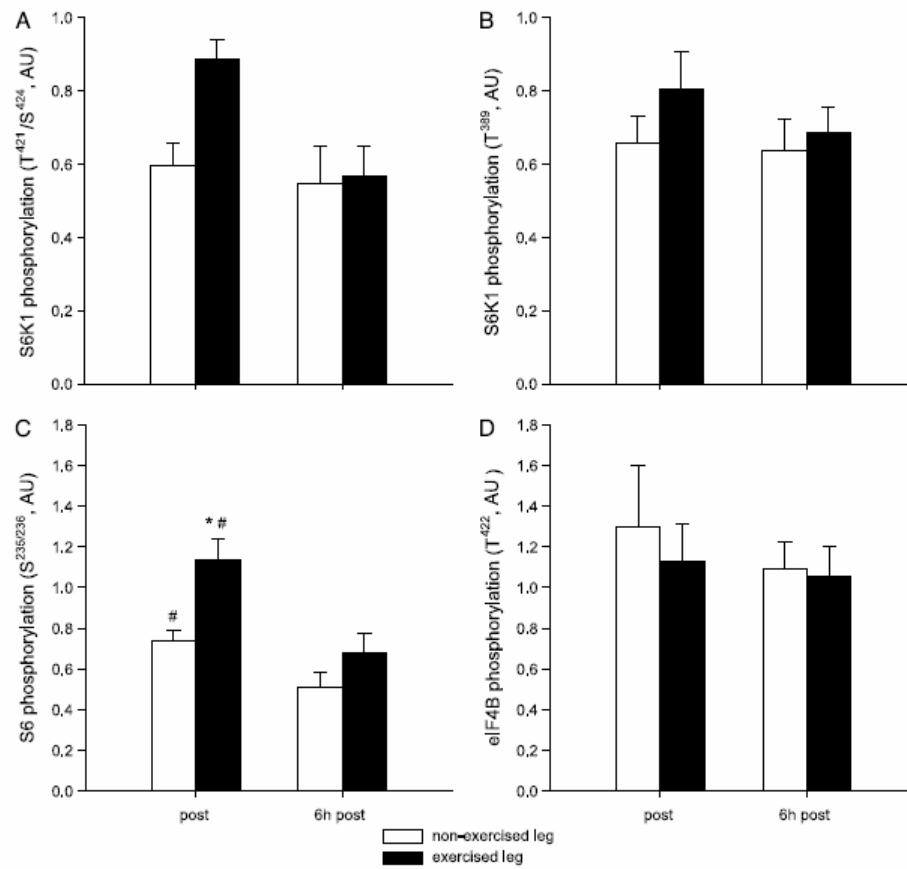 A
S6K1 phosphorylation (T421/S424, AU)
1.0
0.8
0.6
0.4
0.2
0.0
B
S6K1 phosphorylation (T389, AU)
1.0
0.8
0.6
0.4
0.2
0.0
C
S6 phosphorylation (S235/236, AU)
1.8
1.6
1.4
1.2
1.0
0.8
0.6
0.4
0.2
0.0
#
* #
post
6h post
D
eIF4B phosphorylation (T422, AU)
1.8
1.6
1.4
1.2
1.0
0.8
0.6
0.4
0.2
0.0
post
6h post
non-exercised leg
exercised leg